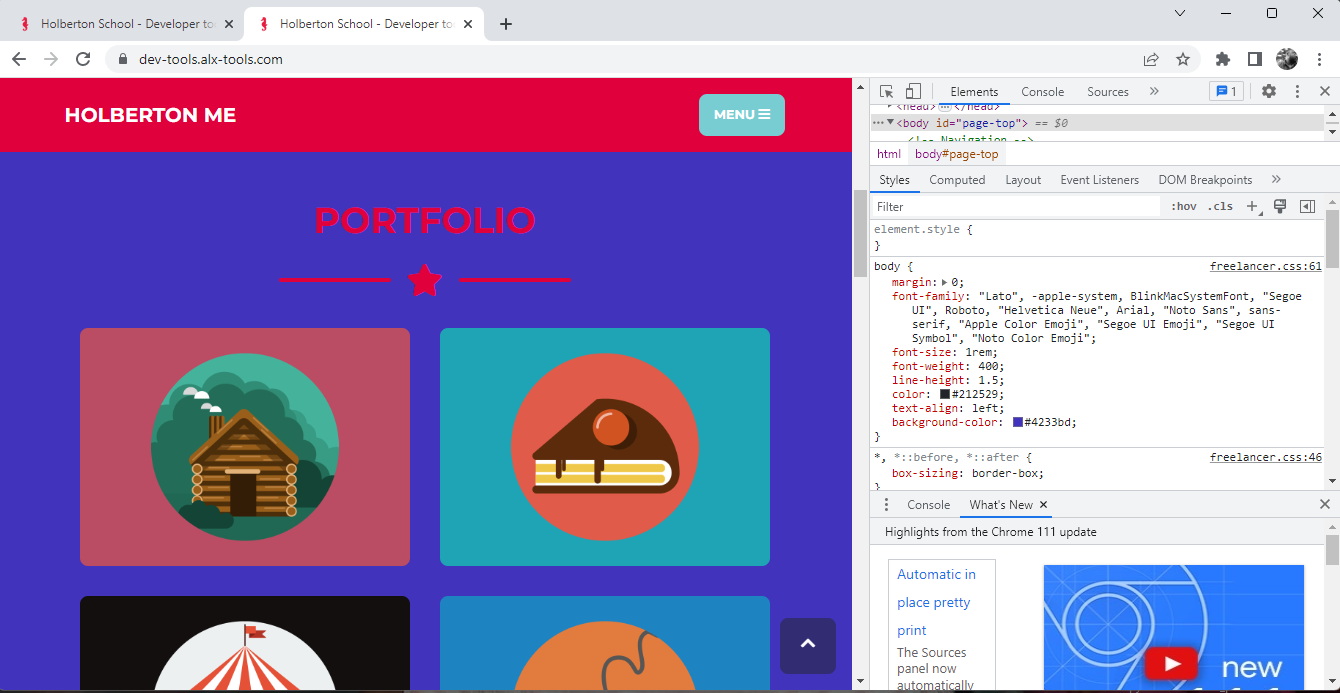 Holberton School - Developer to
Holberton School - Developer to
dev-tools.alx-tools.com
HOLBERTON ME
MENU
PORTFOLIO
Elements Console Sources » 1
<head> … </head>
<body id="page-top"> == $0
<!-- Navigation -->
html body#page-top
Styles Computed Layout Event Listeners DOM Breakpoints »
Filter :hov .cls +
element.style {
}
body { freelancer.css:61
margin: 0;
font-family: "Lato", -apple-system, BlinkMacSystemFont, "Segoe
UI", Roboto, "Helvetica Neue", Arial, "Noto Sans", sans-
serif, "Apple Color Emoji", "Segoe UI Emoji", "Segoe UI
Symbol", "Noto Color Emoji";
font-size: 1rem;
font-weight: 400;
line-height: 1.5;
color: #212529;
text-align: left;
background-color: #4233bd;
}
*, *::before, *::after { freelancer.css:46
box-sizing: border-box;
}
Console What's New
Highlights from the Chrome 111 update
Automatic in
place pretty
print
The Sources
panel now
automatically
new